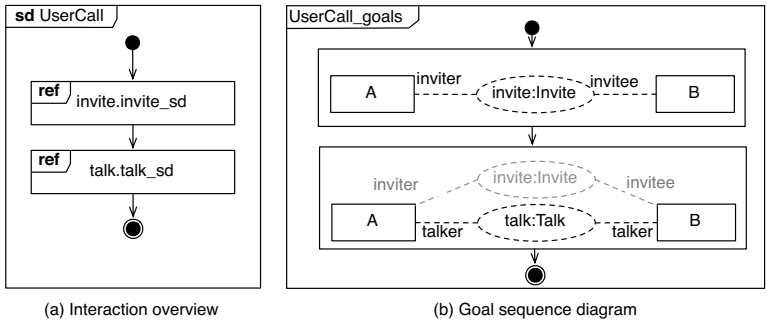 sd UserCall
ref
invite.invite_sd
ref
talk.talk_sd
(a) Interaction overview
UserCall_goals
A
inviter
invite:Invite
invitee
B
invite:Invite
inviter
invitee
A
talker
talk:Talk
talker
B
(b) Goal sequence diagram